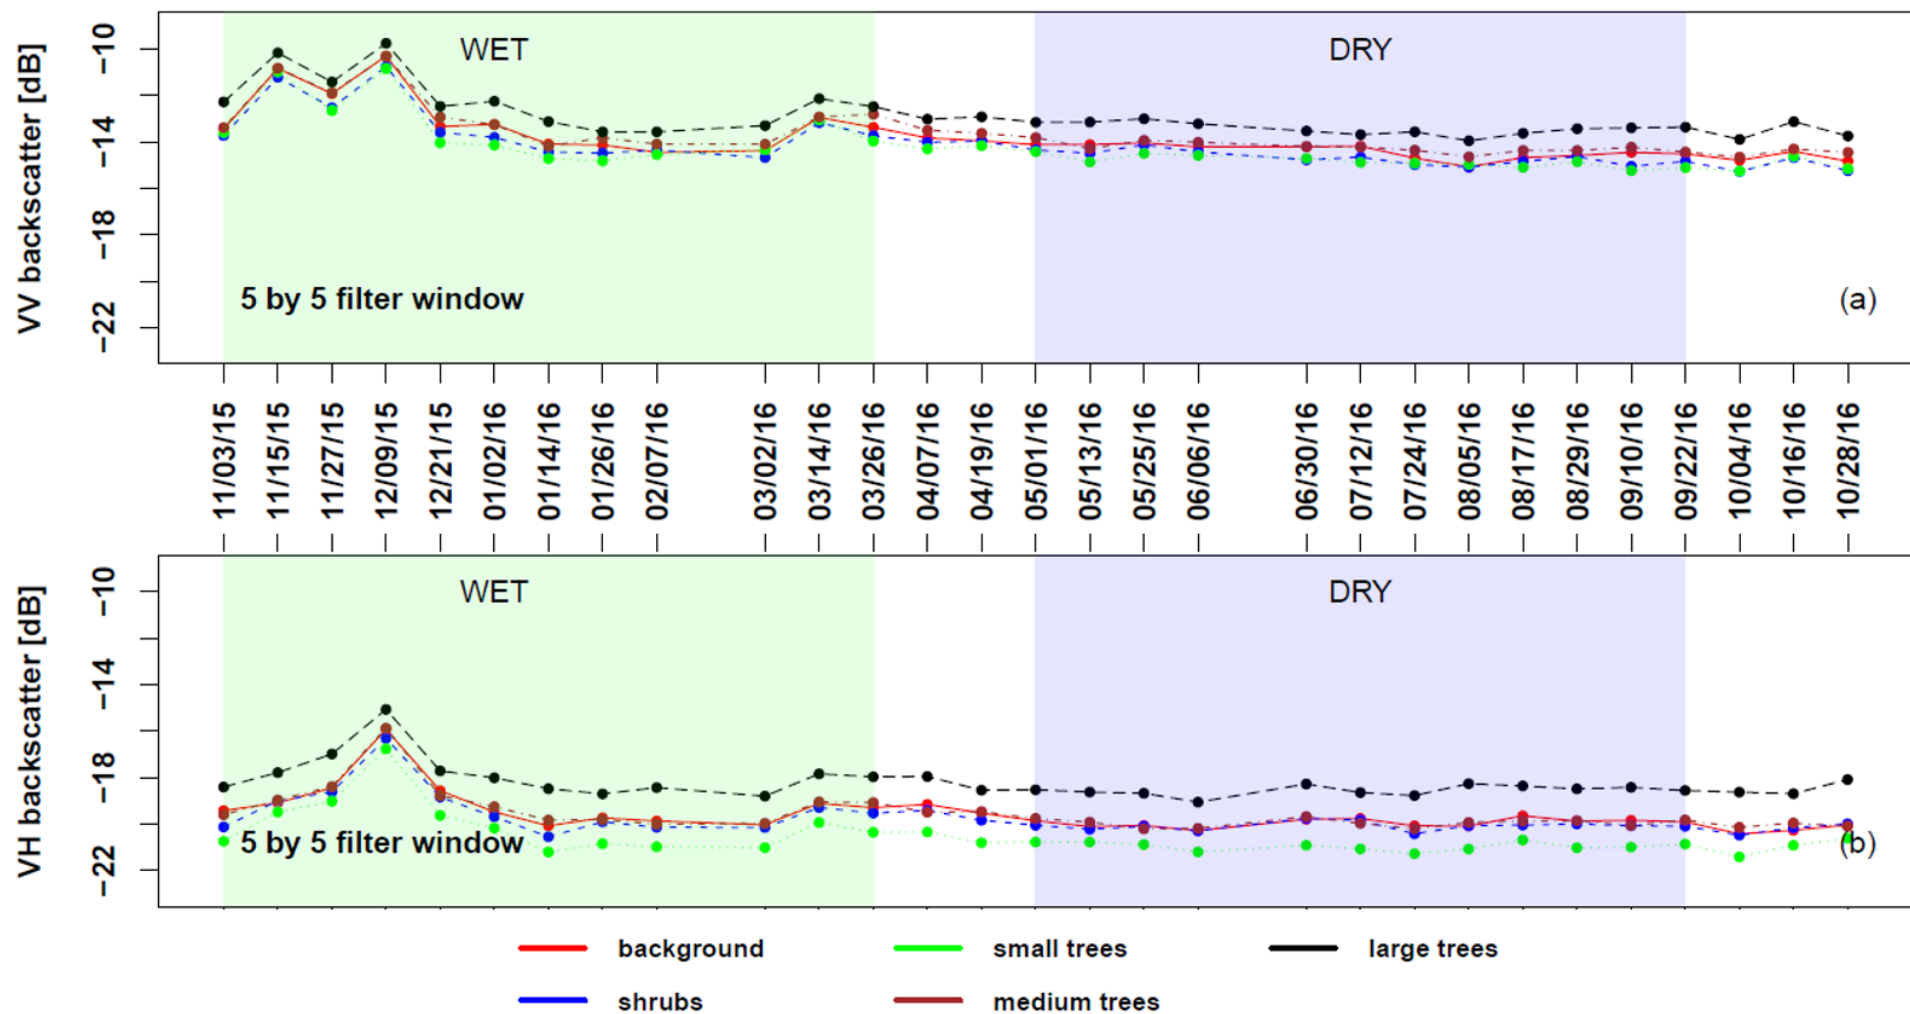 VV backscatter [dB]
−10
−14
−18
−22
WET
DRY
5 by 5 filter window
(a)
11/03/15
11/15/15
11/27/15
12/09/15
12/21/15
01/02/16
01/14/16
01/26/16
02/07/16
03/02/16
03/14/16
03/26/16
04/07/16
04/19/16
05/01/16
05/13/16
05/25/16
06/06/16
06/30/16
07/12/16
07/24/16
08/05/16
08/17/16
08/29/16
09/10/16
09/22/16
10/04/16
10/16/16
10/28/16
VH backscatter [dB]
−10
−14
−18
−22
WET
DRY
5 by 5 filter window
(b)
background
small trees
large trees
shrubs
medium trees